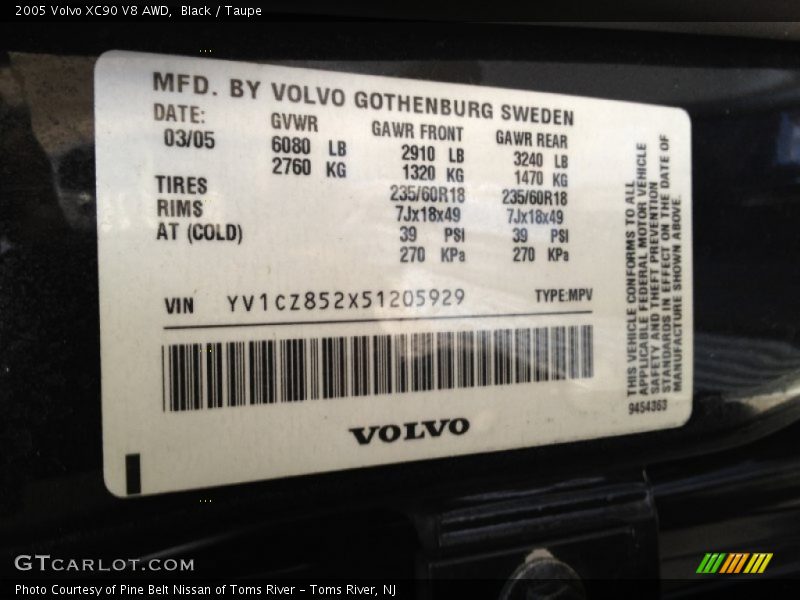 2005 Volvo XC90 V8 AWD, Black / Taupe
MFD. BY VOLVO GOTHENBURG SWEDEN
DATE: GVWR GAWR FRONT GAWR REAR
03/05 6080 LB 2910 LB 3240 LB
2760 KG 1320 KG 1470 KG
TIRES 235/60R18 235/60R18
RIMS 7Jx18x49 7Jx18x49
AT (COLD) 39 PSI 39 PSI
270 KPa 270 KPa
VIN YV1CZ852X51205929 TYPE:MPV
VOLVO
THIS VEHICLE CONFORMS TO ALL
APPLICABLE FEDERAL MOTOR VEHICLE
SAFETY AND THEFT PREVENTION
STANDARDS IN EFFECT ON THE DATE OF
MANUFACTURE SHOWN ABOVE.
9454363
GTCARLOT.COM
Photo Courtesy of Pine Belt Nissan of Toms River – Toms River, NJ